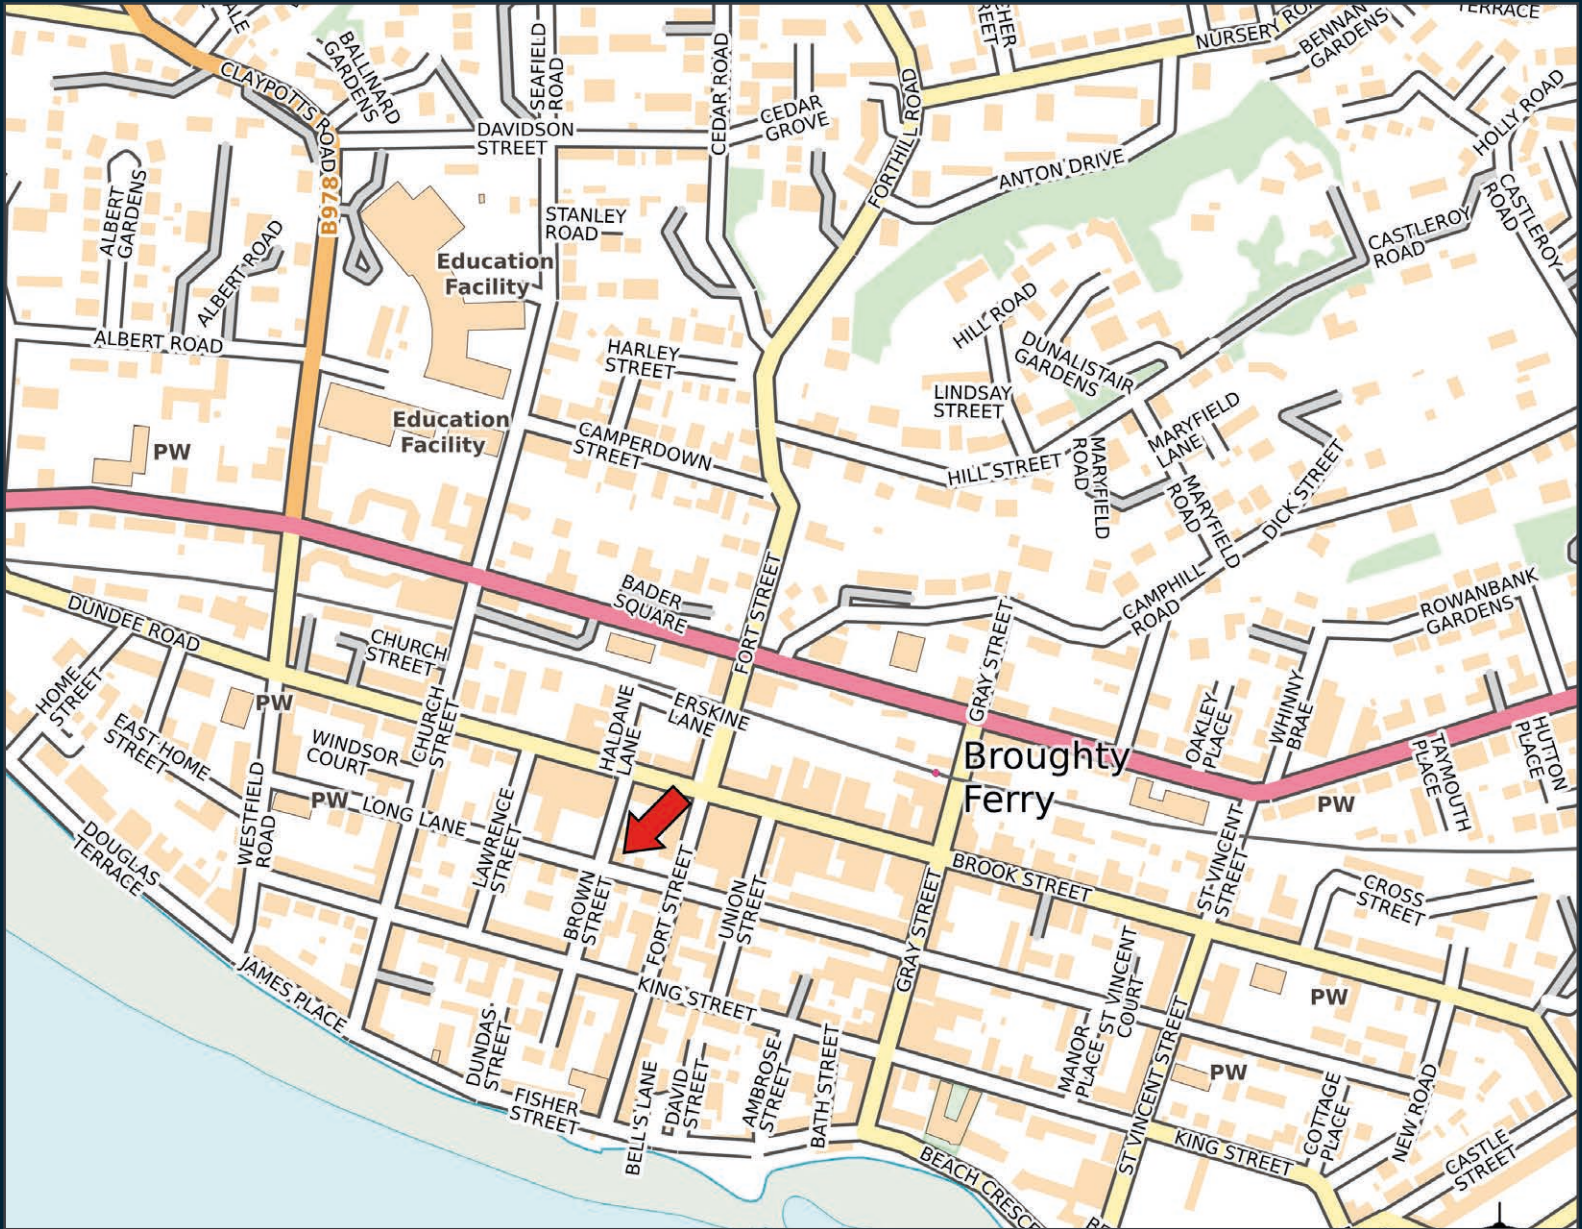 CLAYPOTTS ROAD
BALLINARD
GARDENS
SEAFIELD
ROAD
CEDAR ROAD
CEDAR
GROVE
DAVIDSON
STREET
FORTHILL ROAD
NURSERY
BENNAN
GARDENS
TERRACE
HOLLY ROAD
ANTON DRIVE
CASTLEROY
ROAD
CASTLEROY
ROAD
B978
ALBERT
GARDENS
ALBERT ROAD
ALBERT ROAD
STANLEY
ROAD
Education
Facility
HARLEY
STREET
HILL ROAD
DUNALISTAIR
GARDENS
LINDSAY
STREET
Education
Facility
PW
CAMPERDOWN
STREET
HILL STREET
MARYFIELD
ROAD
MARYFIELD
LANE
MARYFIELD
ROAD
DICK STREET
BADER
SQUARE
FORT STREET
CAMPHILL
ROAD
ROWANBANK
GARDENS
DUNDEE ROAD
CHURCH
STREET
HOME
STREET
PW
EAST HOME
STREET
WINDSOR
COURT
CHURCH
STREET
HALDANE
LANE
ERSKINE
LANE
GRAY STREET
OAKLEY
PLACE
WHINNY
BRAE
TAYMOUTH
PLACE
HUTTON
PLACE
Broughty
Ferry
PW
PW
LONG LANE
WESTFIELD
ROAD
DOUGLAS
TERRACE
LAWRENCE
STREET
BROWN
STREET
FORT STREET
UNION
STREET
BROOK STREET
ST VINCENT
STREET
CROSS
STREET
GRAY STREET
JAMES PLACE
KING STREET
ST VINCENT
COURT
PW
DUNDAS
STREET
FISHER
STREET
BELL'S LANE
DAVID
STREET
AMBROSE
STREET
BATH STREET
MANOR
PLACE
ST VINCENT STREET
PW
KING STREET
COTTAGE
PLACE
NEW ROAD
CASTLE
STREET
BEACH